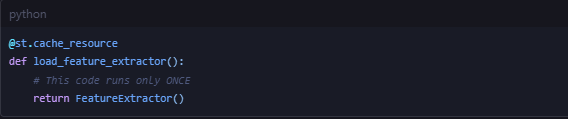 python
@st.cache_resource
def load_feature_extractor():
    # This code runs only ONCE
    return FeatureExtractor()